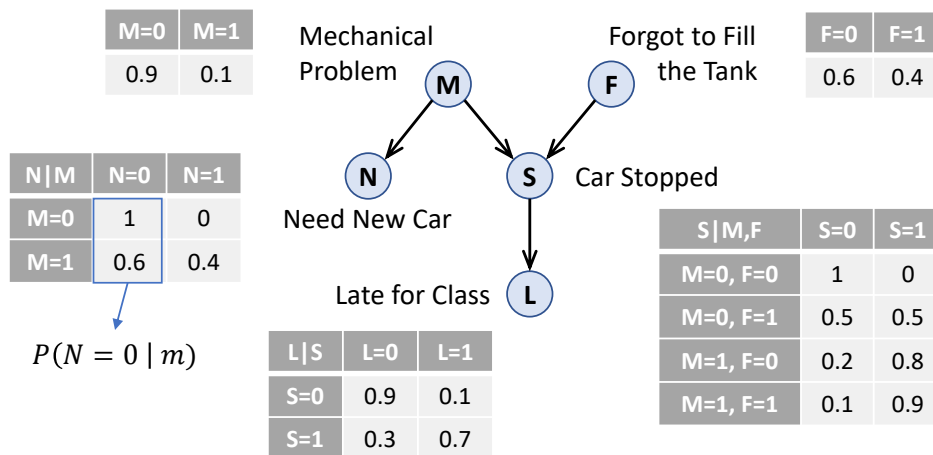 M=0 M=1
0.9 0.1
Mechanical
Problem
M
Forgot to Fill
the Tank
F
F=0 F=1
0.6 0.4
N|M N=0 N=1
M=0 1 0
M=1 0.6 0.4
P(N = 0 | m)
N
Need New Car
S
Car Stopped
Late for Class
L
L|S L=0 L=1
S=0 0.9 0.1
S=1 0.3 0.7
S|M,F S=0 S=1
M=0, F=0 1 0
M=0, F=1 0.5 0.5
M=1, F=0 0.2 0.8
M=1, F=1 0.1 0.9